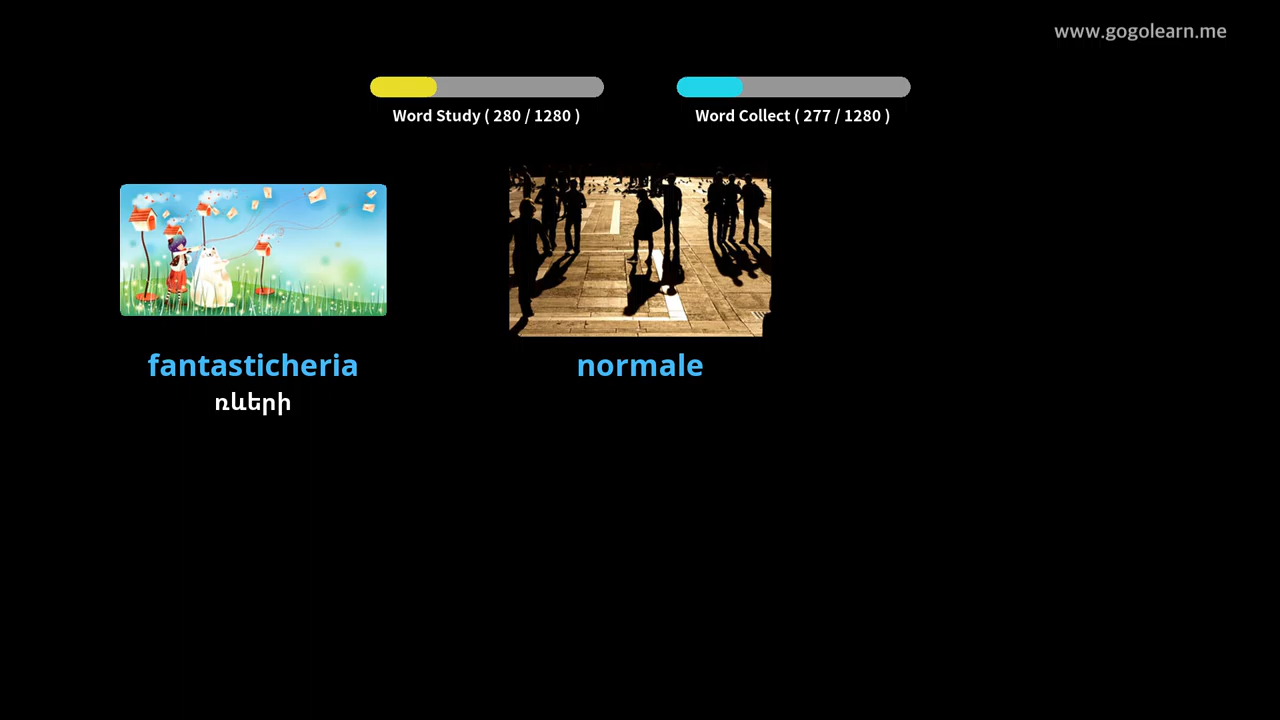 www.gogolearn.me
Word Study ( 280 / 1280 )
Word Collect ( 277 / 1280 )
fantasticheria
ռևերի
normale